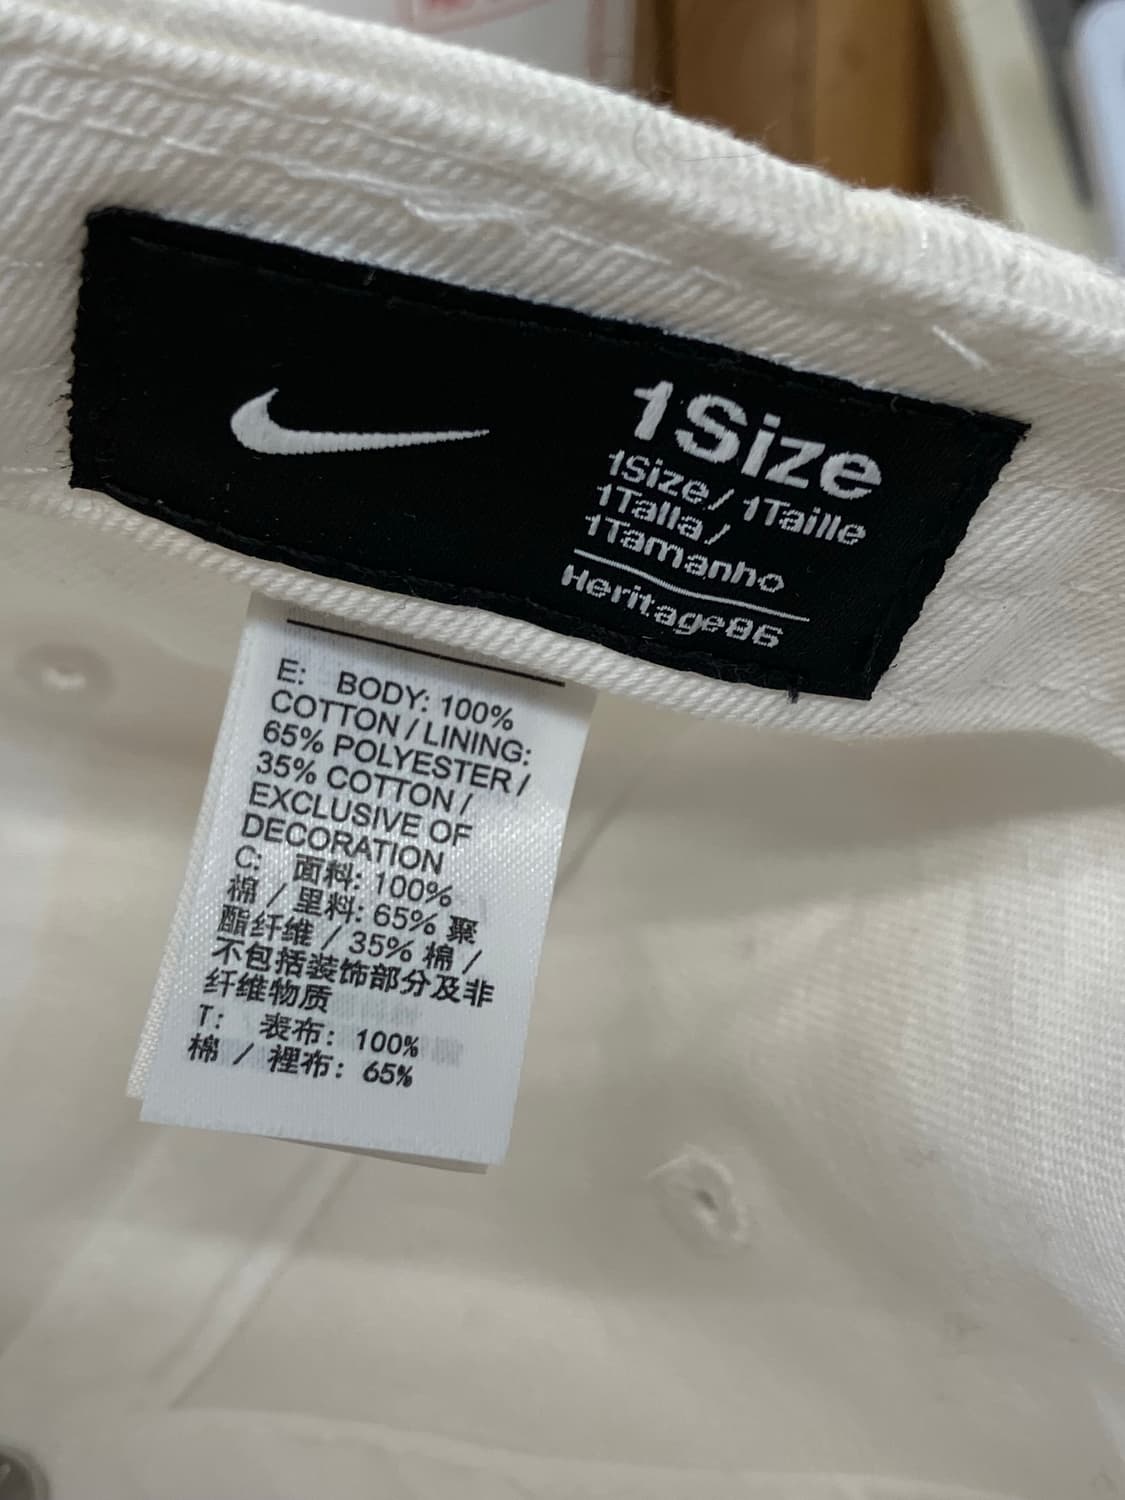 1Size
1Size/ 1Taille
1Talla/
1Tamanho
Heritage86
E: BODY: 100%
COTTON / LINING:
65% POLYESTER /
35% COTTON /
EXCLUSIVE OF
DECORATION
C: 面料: 100%
棉 / 里料: 65% 聚
酯纤维 / 35% 棉 /
不包括装饰部分及非
纤维物质
T: 表布: 100%
棉 / 裡布: 65%